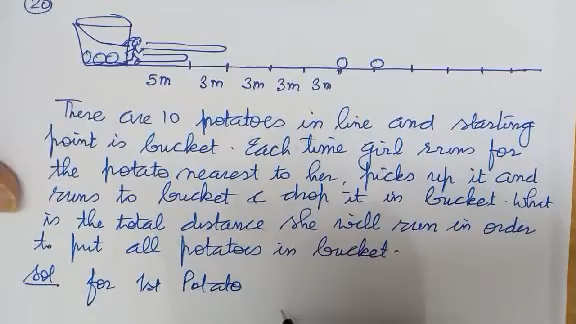 20
5m 3m 3m 3m 3m
There are 10 potatoes in line and starting
point is bucket. Each time girl runs for
the potato nearest to her, picks up it and
runs to bucket & drop it in bucket. What
is the total distance she will run in order
to put all potatoes in bucket.
Sol for 1st Potato